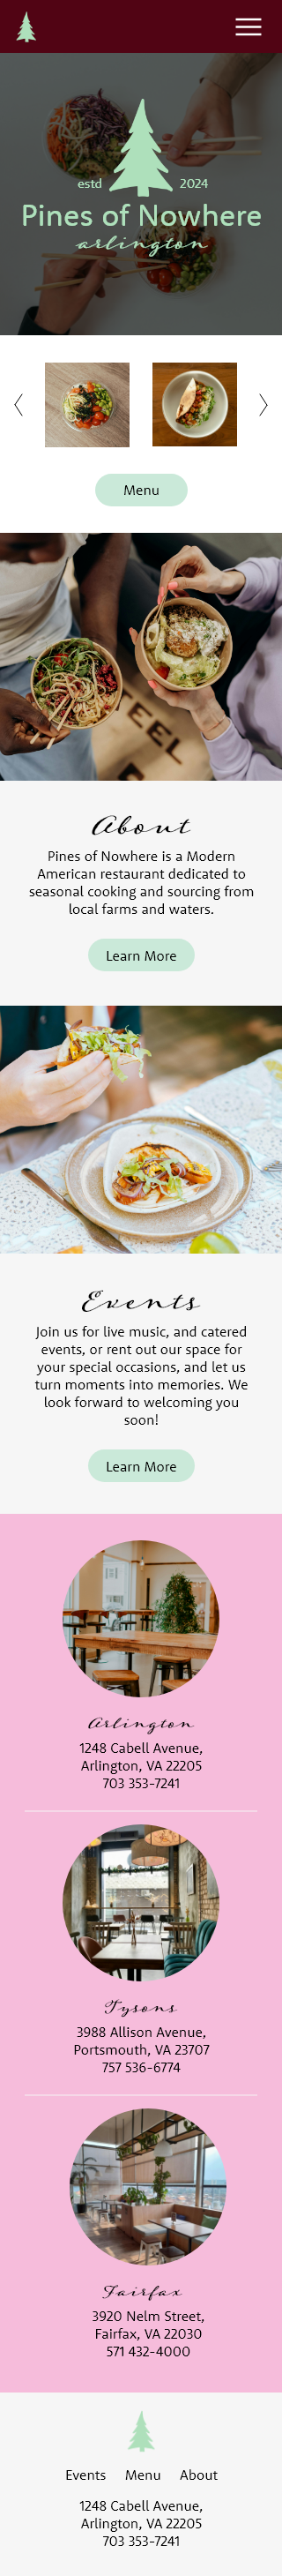 estd 2024
Pines of Nowhere
arlington
Menu
About
Pines of Nowhere is a Modern
American restaurant dedicated to
seasonal cooking and sourcing from
local farms and waters.
Learn More
Events
Join us for live music, and catered
events, or rent out our space for
your special occasions, and let us
turn moments into memories. We
look forward to welcoming you
soon!
Learn More
Arlington
1248 Cabell Avenue,
Arlington, VA 22205
703 353-7241
Tysons
3988 Allison Avenue,
Portsmouth, VA 23707
757 536-6774
Fairfax
3920 Nelm Street,
Fairfax, VA 22030
571 432-4000
Events Menu About
1248 Cabell Avenue,
Arlington, VA 22205
703 353-7241